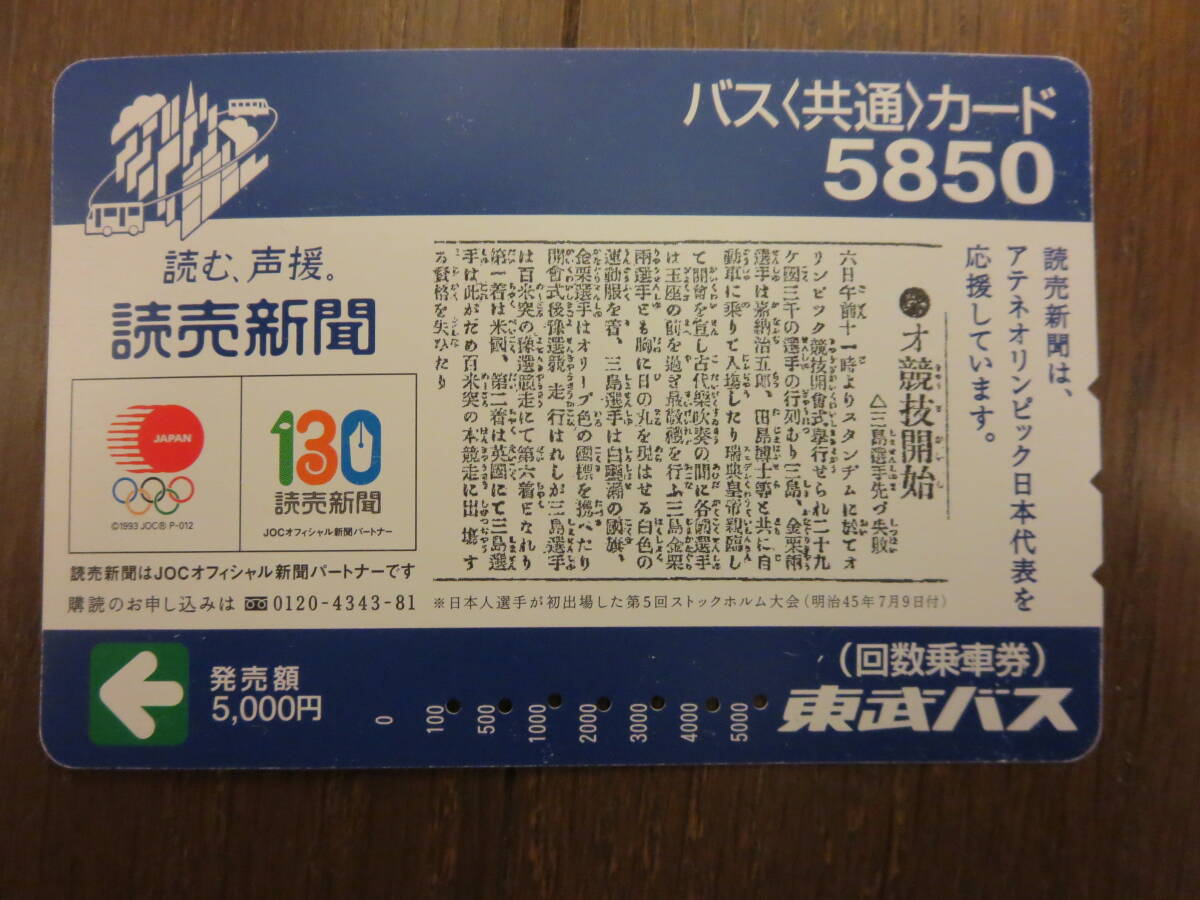 バス〈共通〉カード
5850
読む、声援。
読売新聞
JAPAN
©1993 JOC® P-012
130
読売新聞
JOCオフィシャル新聞パートナー
読売新聞はJOCオフィシャル新聞パートナーです
購読のお申し込みは 0120-4343-81
読売新聞は、
アテネオリンピック日本代表を
応援しています。
オ競技開始
△三島選手先づ失敗
六日午前十一時よりスタンヂムに於てオ
リンピツク競技開會式擧行せられ二十九
ケ國三千の選手の行列あり三島、金栗兩
選手は嘉納治五郎、田島博士等と共に自
動車に乘りて入塲したり瑞典皇帝親臨し
て開會を宣し古代樂吹奏の間に各國選手
は玉座の前を過ぎ最敬禮を行ふ三島金栗
兩選手とも胸に日の丸を現はせる白色の
運動服を着、三島選手は白の國旗、
金栗選手はオリーブ色の國標を携へたり
開會式後豫選競走行はれしが三島選手
は百米突の豫選競走にて第六着となれり
第一着は米國、第二着は英國にて三島選
手は此がため百米突の本競走に出塲す
る資格を失ひたり
※日本人選手が初出場した第5回ストックホルム大会(明治45年7月9日付)
発売額
5,000円
0
100
500
1000
2000
3000
4000
5000
(回数乗車券)
東武バス